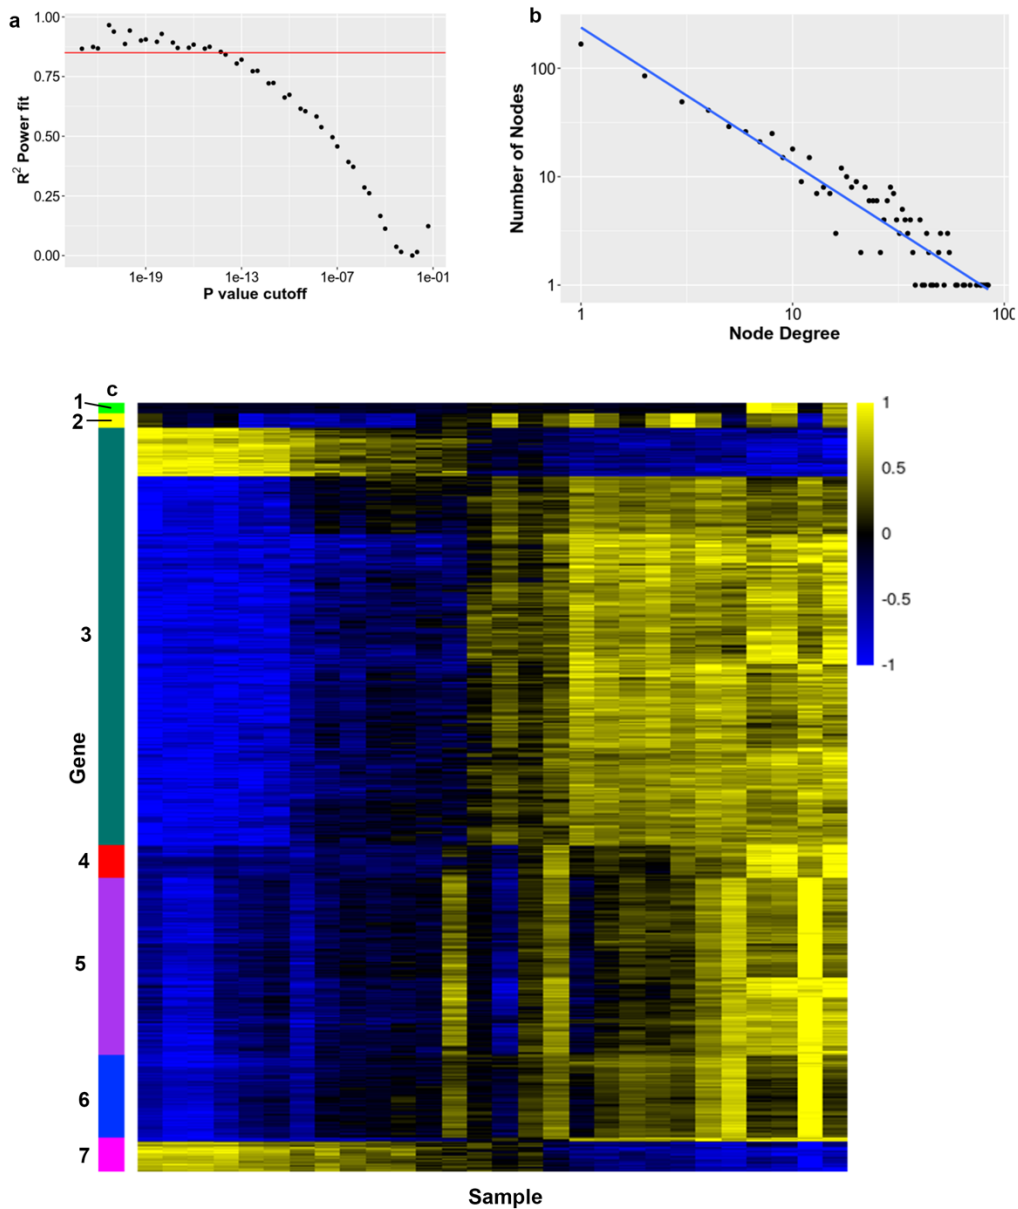 a
1.00
0.75
0.50
0.25
0.00
R2 Power fit
1e-19 1e-13 1e-07 1e-01
P value cutoff
b
100
10
1
Number of Nodes
1 10 100
Node Degree
c
1
2
3
4
5
6
7
Gene
Sample
1
0.5
0
-0.5
-1